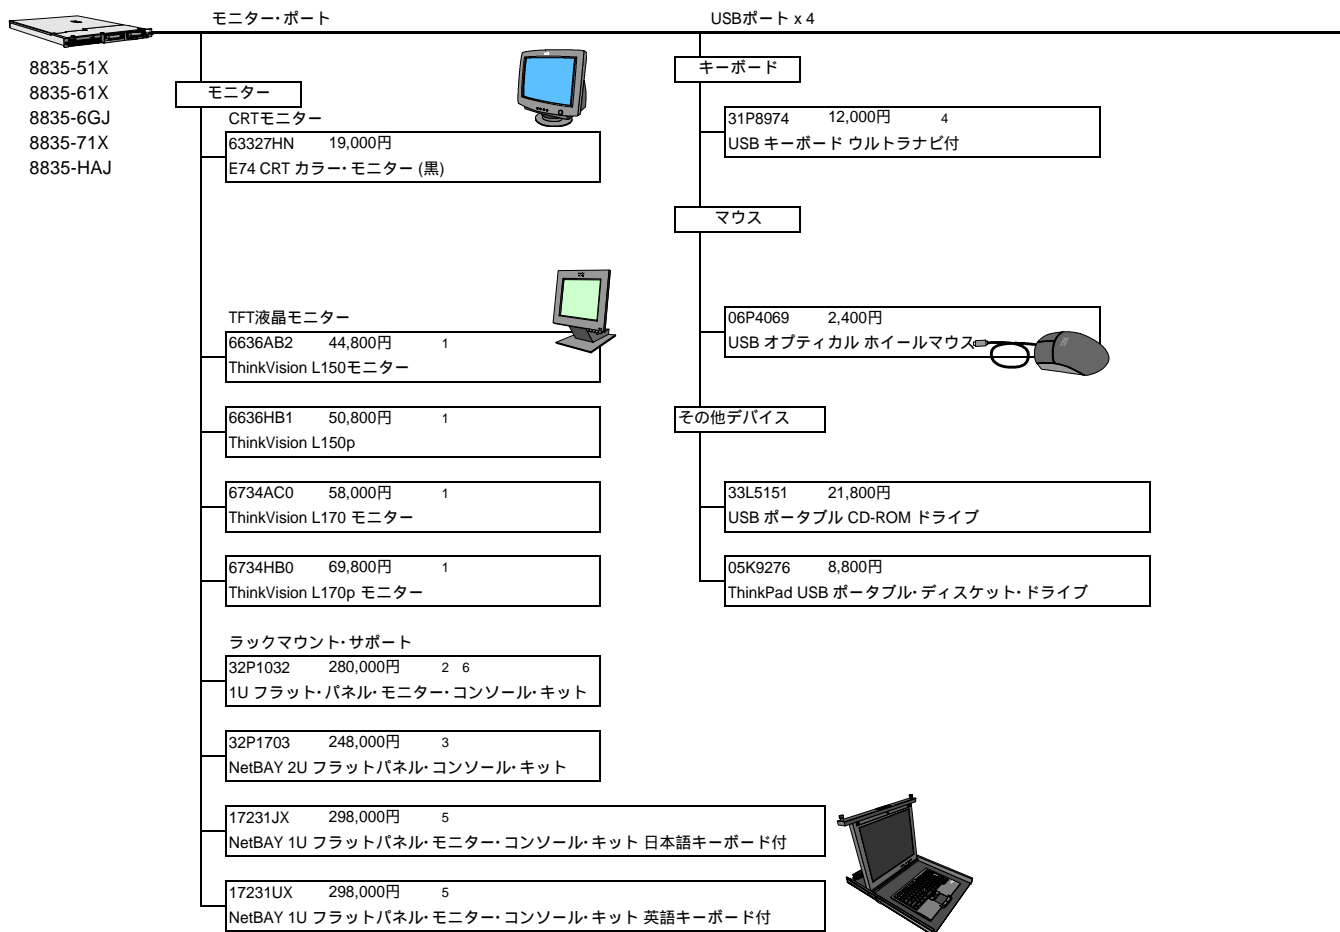 モニター・ポート
USBポート x 4
8835-51X
8835-61X
8835-6GJ
8835-71X
8835-HAJ
モニター
CRTモニター
63327HN 19,000円
E74 CRT カラー・モニター (黒)
TFT液晶モニター
6636AB2 44,800円 1
ThinkVision L150モニター
6636HB1 50,800円 1
ThinkVision L150p
6734AC0 58,000円 1
ThinkVision L170 モニター
6734HB0 69,800円 1
ThinkVision L170p モニター
ラックマウント・サポート
32P1032 280,000円 2 6
1U フラット・パネル・モニター・コンソール・キット
32P1703 248,000円 3
NetBAY 2U フラットパネル・コンソール・キット
17231JX 298,000円 5
NetBAY 1U フラットパネル・モニター・コンソール・キット 日本語キーボード付
17231UX 298,000円 5
NetBAY 1U フラットパネル・モニター・コンソール・キット 英語キーボード付
キーボード
31P8974 12,000円 4
USB キーボード ウルトラナビ付
マウス
06P4069 2,400円
USB オプティカル ホイールマウス
その他デバイス
33L5151 21,800円
USB ポータブル CD-ROM ドライブ
05K9276 8,800円
ThinkPad USB ポータブル・ディスケット・ドライブ